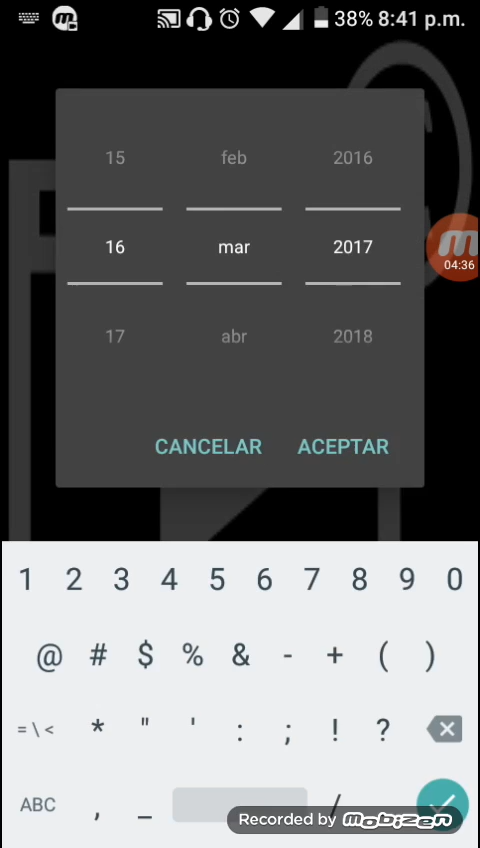 38% 8:41 p.m.
15 feb 2016
16 mar 2017
04:36
17 abr 2018
CANCELAR ACEPTAR
1 2 3 4 5 6 7 8 9 0
@ # $ % & - + ( )
= \ < * " ' : ; ! ?
ABC , _ /
Recorded by mobizen